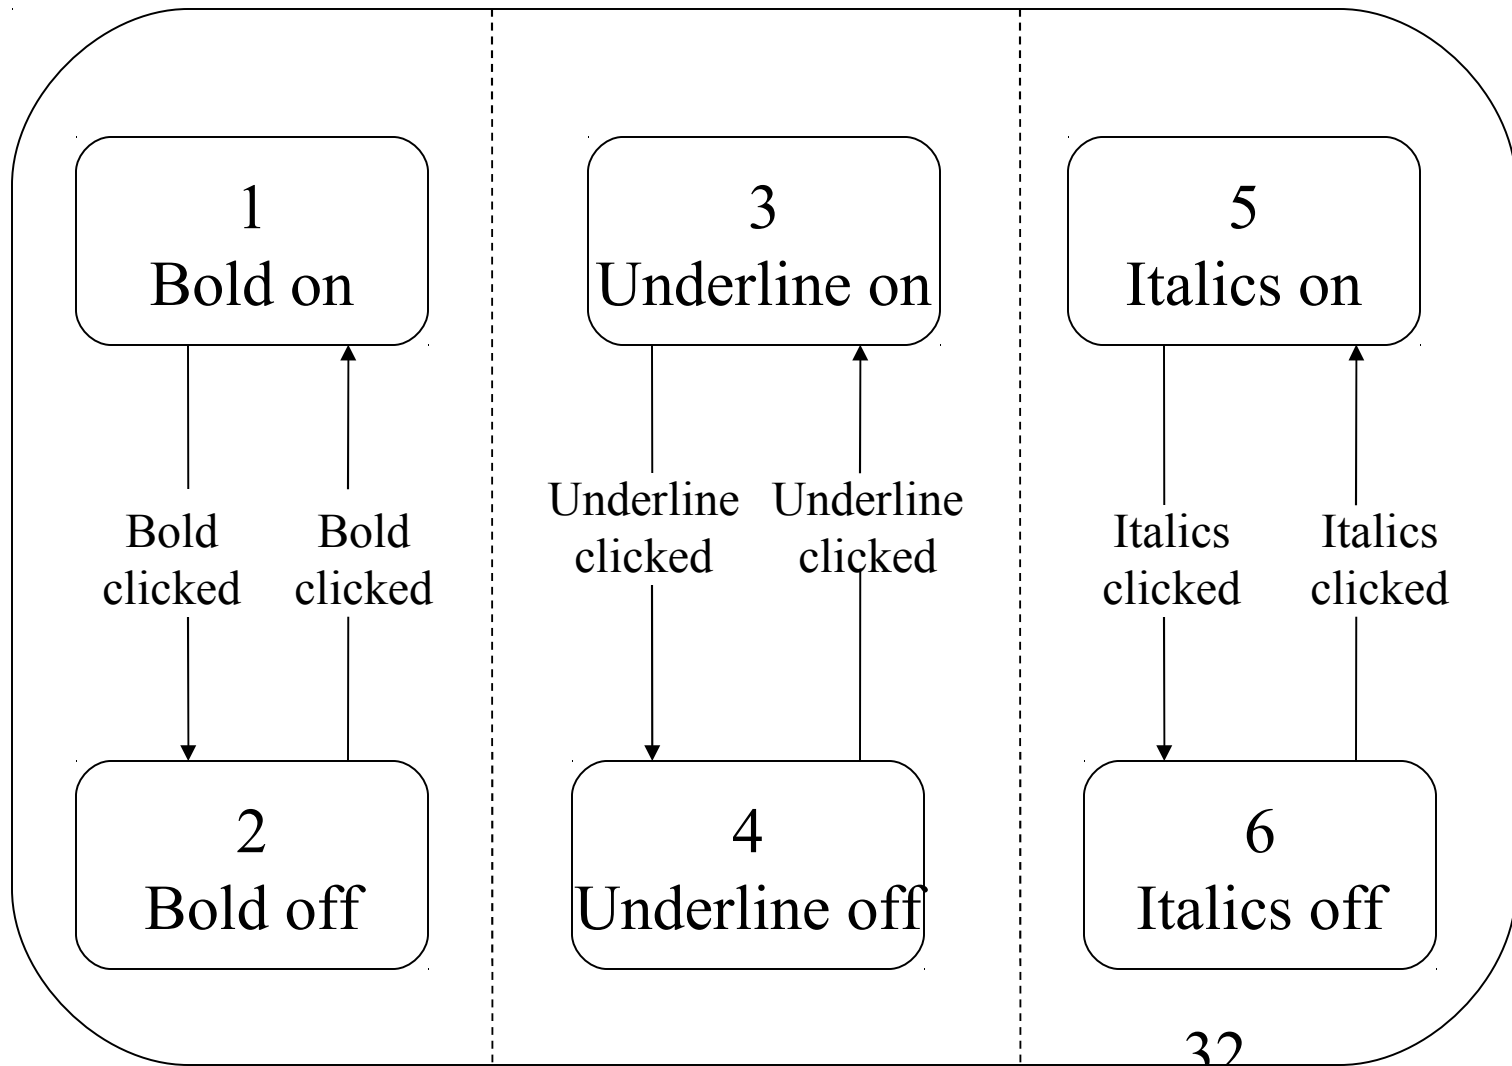 1
Bold on
3
Underline on
5
Italics on
Bold
clicked
Bold
clicked
Underline
clicked
Underline
clicked
Italics
clicked
Italics
clicked
2
Bold off
4
Underline off
6
Italics off
32